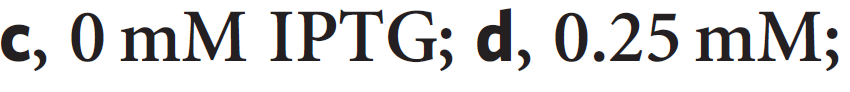 c, 0 mM IPTG; d, 0.25 mM;